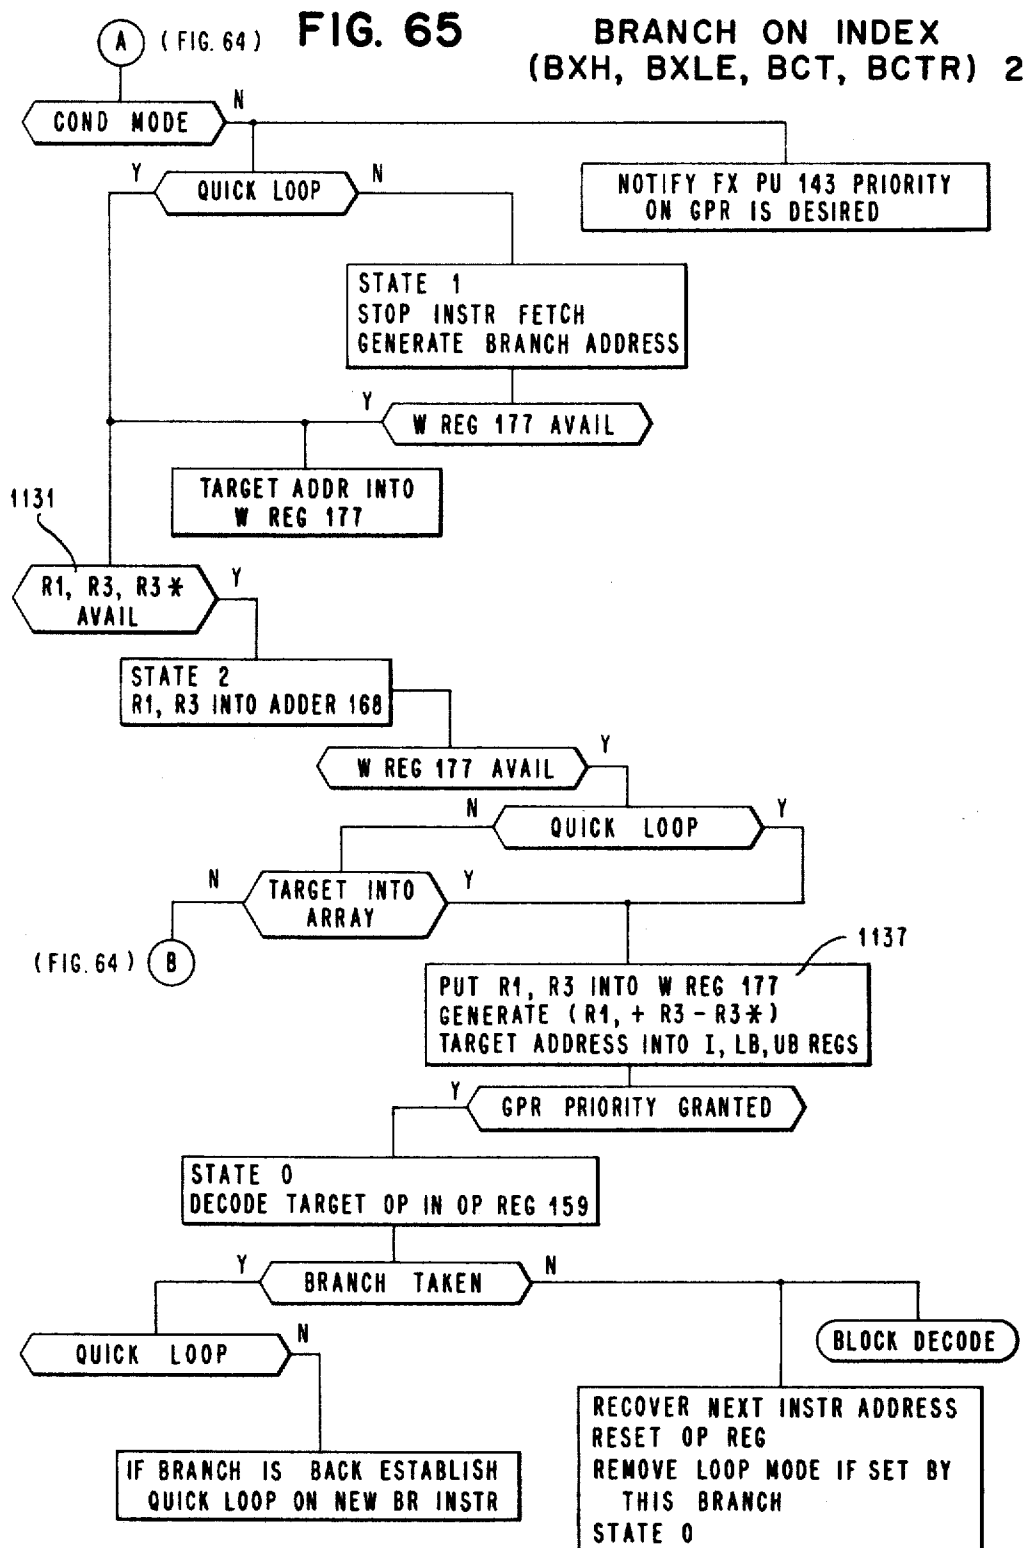 A (FIG. 64) FIG. 65 BRANCH ON INDEX
(BXH, BXLE, BCT, BCTR) 2
COND MODE N
Y QUICK LOOP N
NOTIFY FX PU 143 PRIORITY
ON GPR IS DESIRED
STATE 1
STOP INSTR FETCH
GENERATE BRANCH ADDRESS
Y W REG 177 AVAIL
TARGET ADDR INTO
W REG 177
1131
R1, R3, R3* Y
AVAIL
STATE 2
R1, R3 INTO ADDER 168
W REG 177 AVAIL Y
N QUICK LOOP Y
N TARGET INTO Y
ARRAY
(FIG. 64) B
1137
PUT R1, R3 INTO W REG 177
GENERATE (R1, + R3 - R3*)
TARGET ADDRESS INTO I, LB, UB REGS
Y GPR PRIORITY GRANTED
STATE 0
DECODE TARGET OP IN OP REG 159
Y BRANCH TAKEN N
QUICK LOOP N
BLOCK DECODE
IF BRANCH IS BACK ESTABLISH
QUICK LOOP ON NEW BR INSTR
RECOVER NEXT INSTR ADDRESS
RESET OP REG
REMOVE LOOP MODE IF SET BY
THIS BRANCH
STATE 0